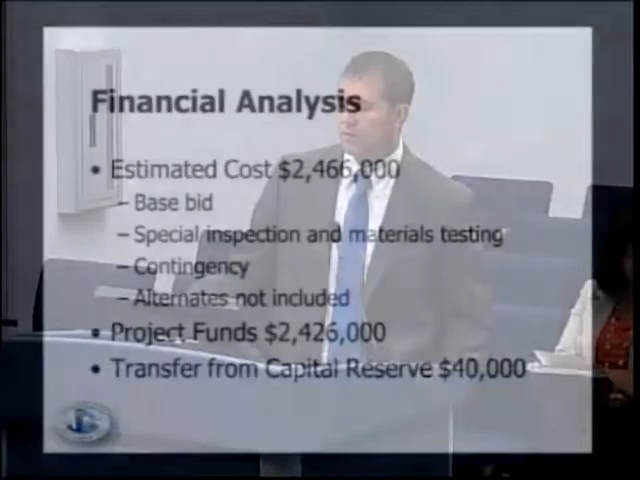 Financial Analysis
• Estimated Cost $2,466,000
– Base bid
– Special inspection and materials testing
– Contingency
– Alternates not included
• Project Funds $2,426,000
• Transfer from Capital Reserve $40,000